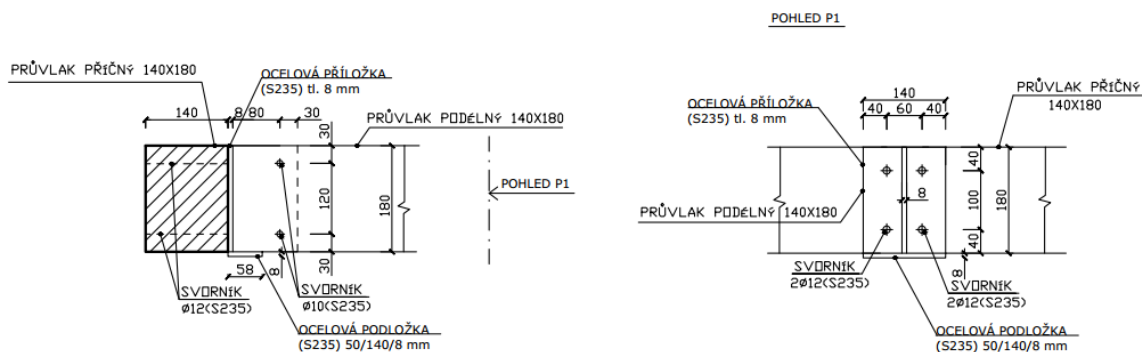 POHLED P1
PRŮVLAK PŘÍČNÝ 140X180
OCELOVÁ PŘÍLOŽKA
(S235) tl. 8 mm
140
8
80
30
PRŮVLAK PODÉLNÝ 140X180
30
120
30
180
POHLED P1
58
8
SVORNÍK
ø12(S235)
SVORNÍK
ø10(S235)
OCELOVÁ PODLOŽKA
(S235) 50/140/8 mm
PRŮVLAK PŘÍČNÝ
140X180
OCELOVÁ PŘÍLOŽKA
(S235) tl. 8 mm
140
40
60
40
40
100
40
180
8
8
PRŮVLAK PODÉLNÝ 140X180
SVORNÍK
2ø12(S235)
SVORNÍK
2ø12(S235)
OCELOVÁ PODLOŽKA
(S235) 50/140/8 mm